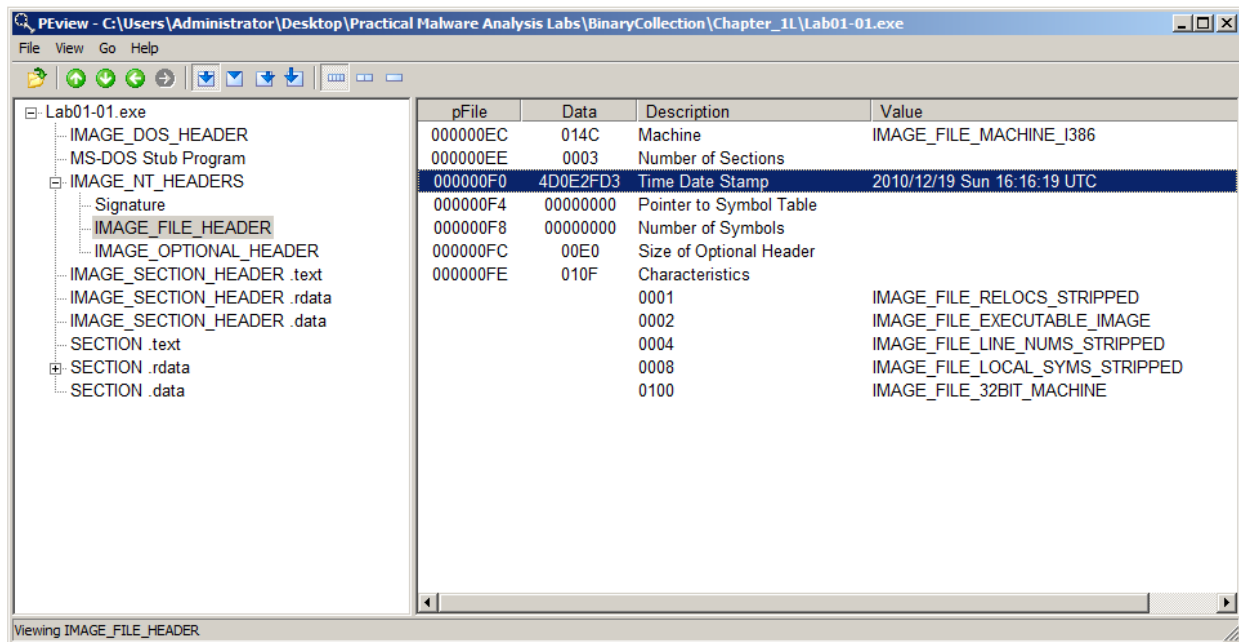 PEview - C:\Users\Administrator\Desktop\Practical Malware Analysis Labs\BinaryCollection\Chapter_1L\Lab01-01.exe
File View Go Help
Lab01-01.exe
IMAGE_DOS_HEADER
MS-DOS Stub Program
IMAGE_NT_HEADERS
Signature
IMAGE_FILE_HEADER
IMAGE_OPTIONAL_HEADER
IMAGE_SECTION_HEADER .text
IMAGE_SECTION_HEADER .rdata
IMAGE_SECTION_HEADER .data
SECTION .text
SECTION .rdata
SECTION .data
pFile Data Description Value
000000EC 014C Machine IMAGE_FILE_MACHINE_I386
000000EE 0003 Number of Sections
000000F0 4D0E2FD3 Time Date Stamp 2010/12/19 Sun 16:16:19 UTC
000000F4 00000000 Pointer to Symbol Table
000000F8 00000000 Number of Symbols
000000FC 00E0 Size of Optional Header
000000FE 010F Characteristics
0001 IMAGE_FILE_RELOCS_STRIPPED
0002 IMAGE_FILE_EXECUTABLE_IMAGE
0004 IMAGE_FILE_LINE_NUMS_STRIPPED
0008 IMAGE_FILE_LOCAL_SYMS_STRIPPED
0100 IMAGE_FILE_32BIT_MACHINE
Viewing IMAGE_FILE_HEADER